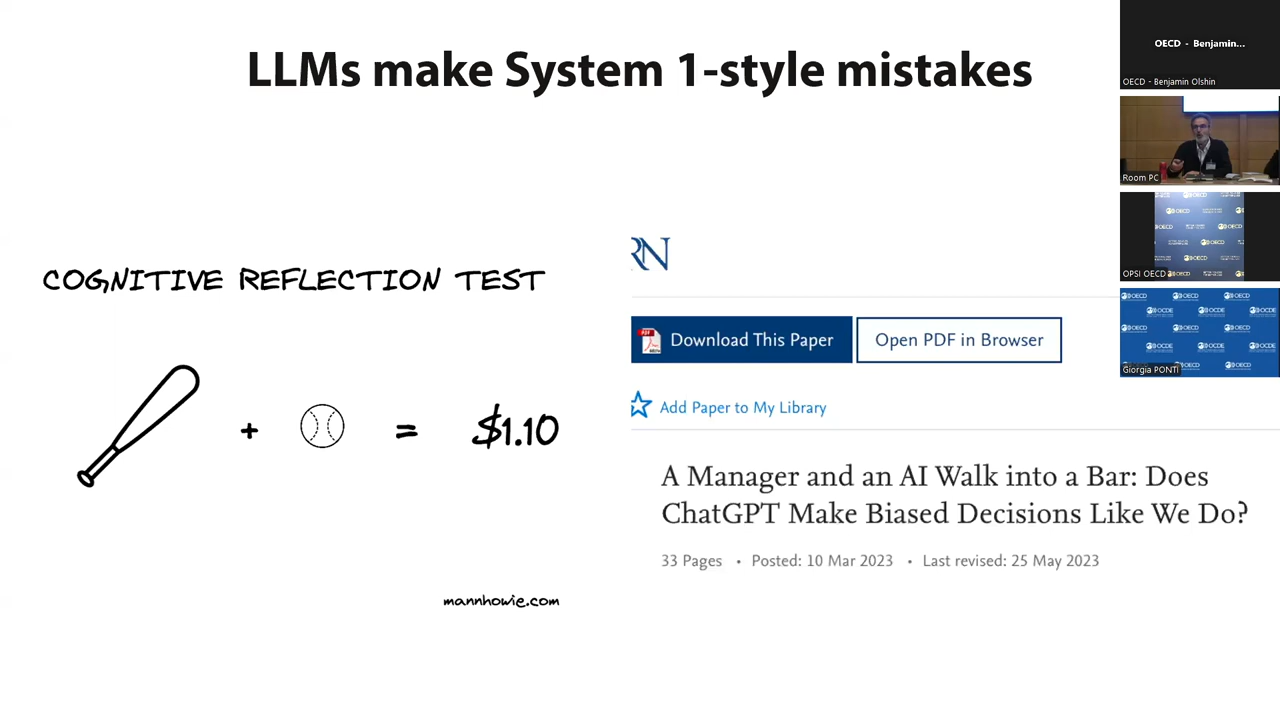 LLMs make System 1-style mistakes
COGNITIVE REFLECTION TEST
+ = $1.10
mannhowie.com
RN
Download This Paper
Open PDF in Browser
Add Paper to My Library
A Manager and an AI Walk into a Bar: Does
ChatGPT Make Biased Decisions Like We Do?
33 Pages • Posted: 10 Mar 2023 • Last revised: 25 May 2023
OECD - Benjamin...
OECD - Benjamin Olshin
Room PC
OPSI OECD
Giorgia PONTI